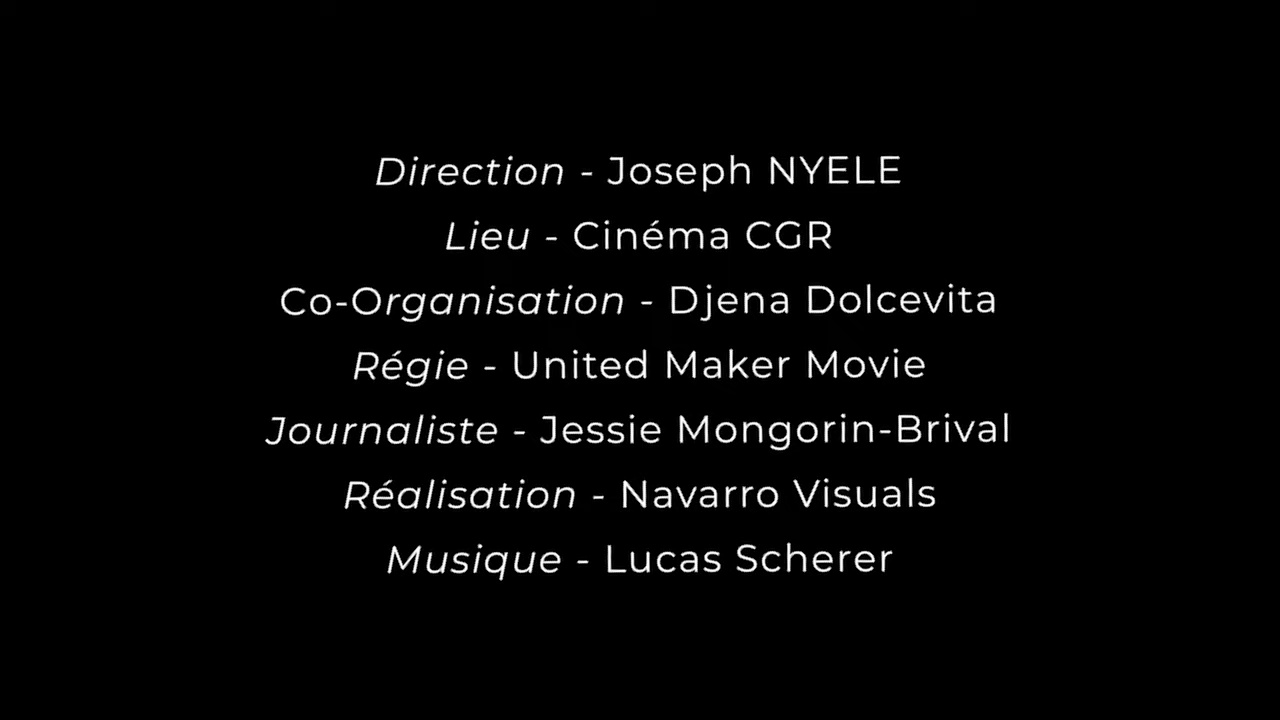 Direction - Joseph NYELE
Lieu - Cinéma CGR
Co-Organisation - Djena Dolcevita
Régie - United Maker Movie
Journaliste - Jessie Mongorin-Brival
Réalisation - Navarro Visuals
Musique - Lucas Scherer